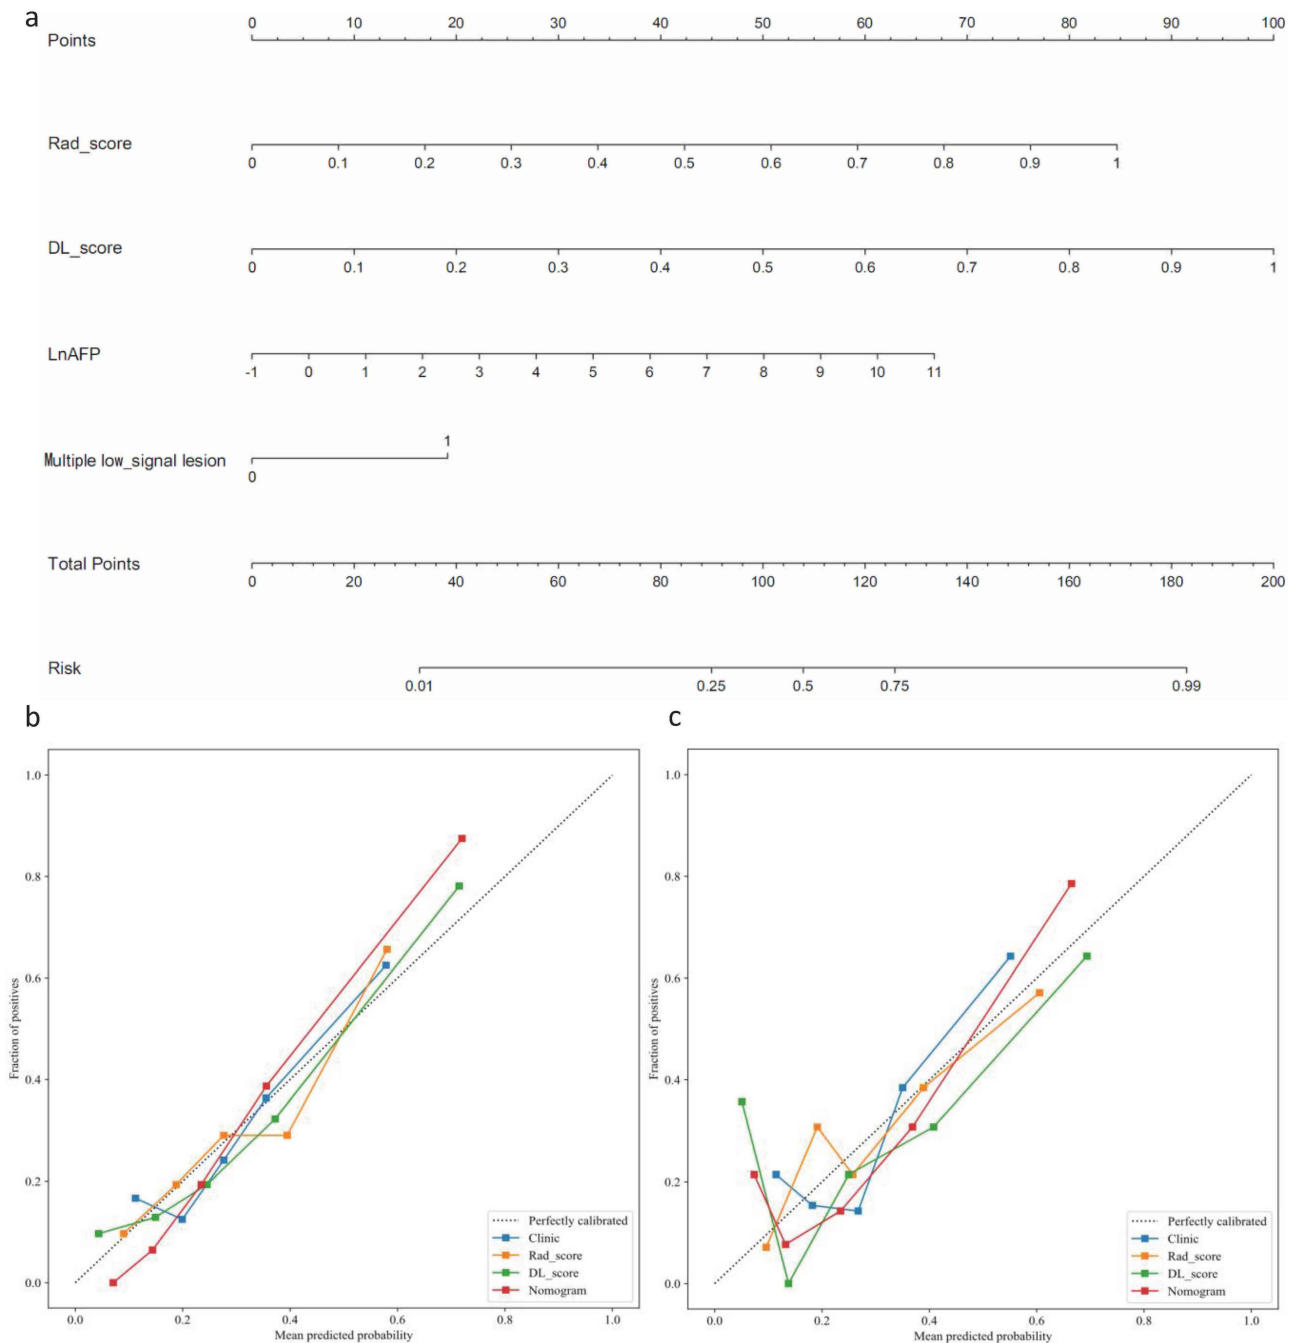 a
Points
0 10 20 30 40 50 60 70 80 90 100
Rad_score
0 0.1 0.2 0.3 0.4 0.5 0.6 0.7 0.8 0.9 1
DL_score
0 0.1 0.2 0.3 0.4 0.5 0.6 0.7 0.8 0.9 1
LnAFP
-1 0 1 2 3 4 5 6 7 8 9 10 11
1
Multiple low_signal lesion
0
Total Points
0 20 40 60 80 100 120 140 160 180 200
Risk
0.01 0.25 0.5 0.75 0.99
b
1.0
0.8
0.6
0.4
0.2
0.0
Fraction of positives
Perfectly calibrated
Clinic
Rad_score
DL_score
Nomogram
0.0 0.2 0.4 0.6 0.8 1.0
Mean predicted probability
c
1.0
0.8
0.6
0.4
0.2
0.0
Fraction of positives
Perfectly calibrated
Clinic
Rad_score
DL_score
Nomogram
0.0 0.2 0.4 0.6 0.8 1.0
Mean predicted probability